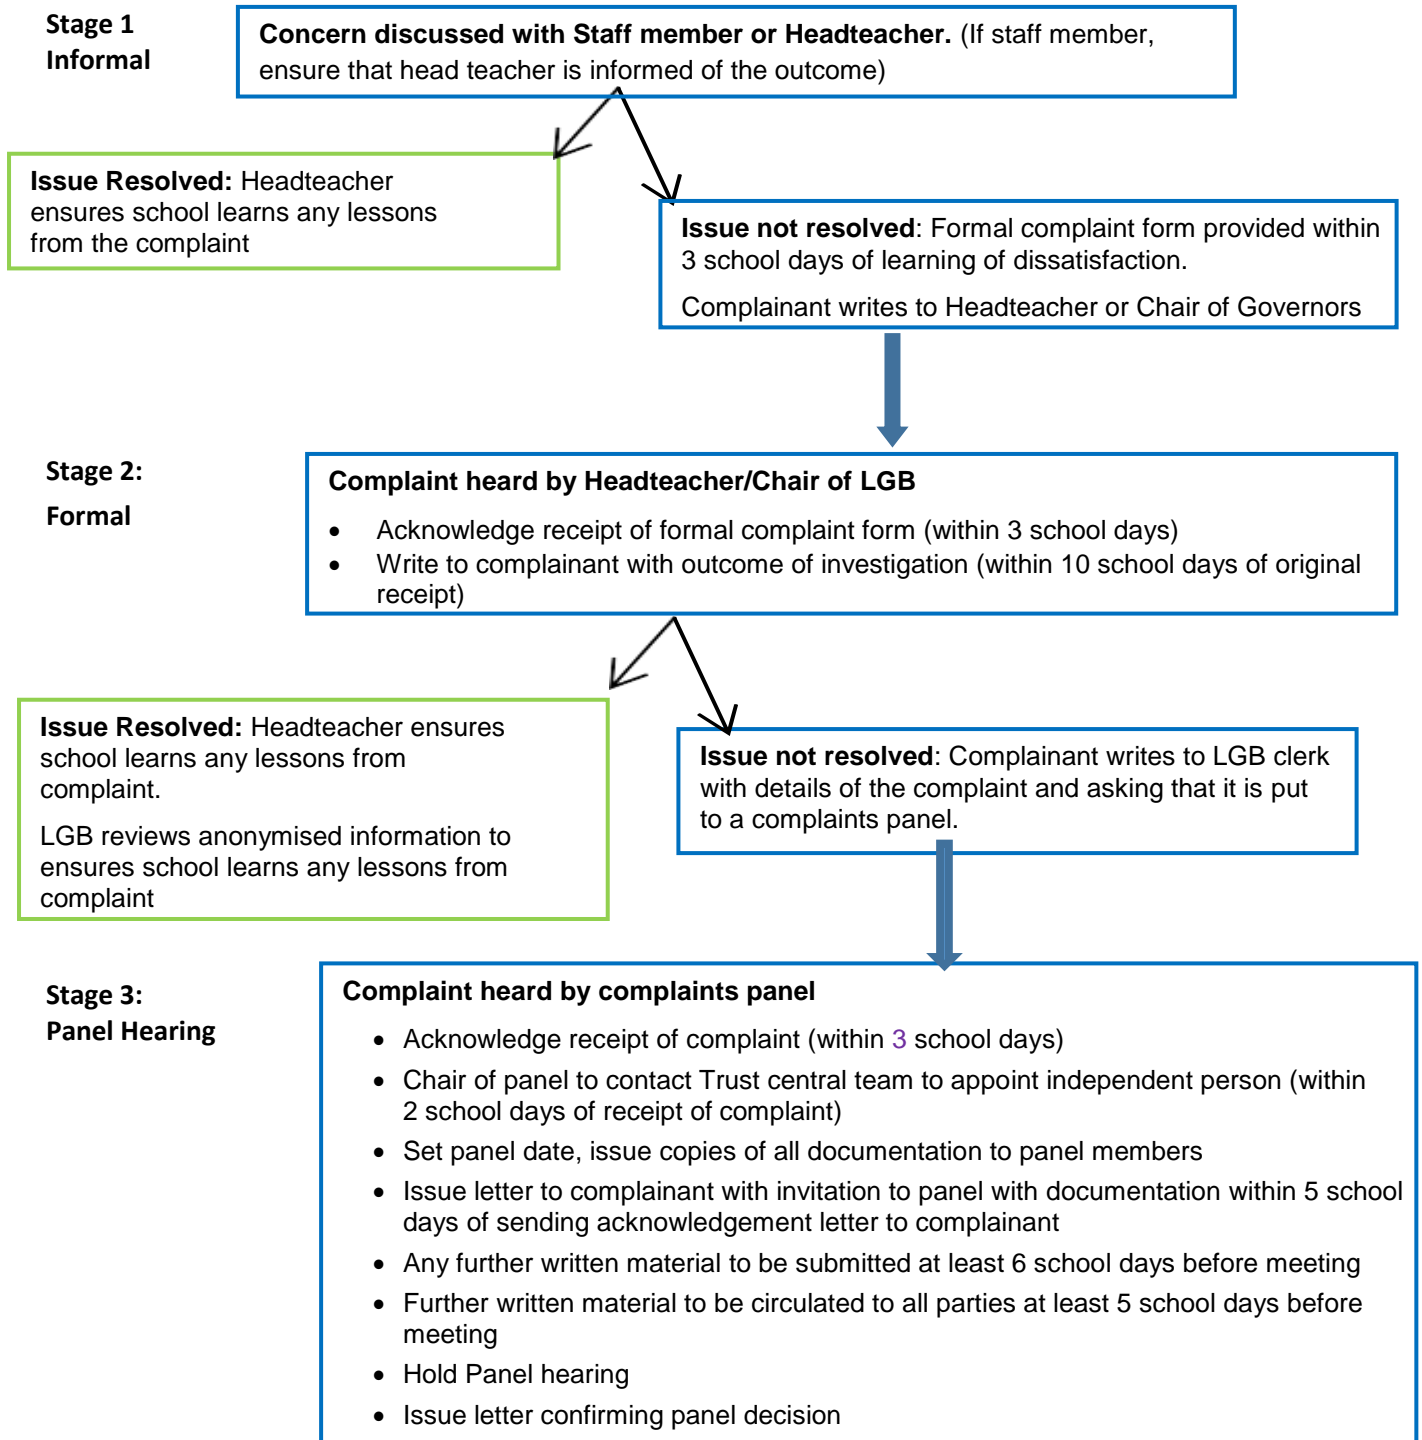 Stage 1
Informal
Concern discussed with Staff member or Headteacher. (If staff member,
ensure that head teacher is informed of the outcome)
Issue Resolved: Headteacher
ensures school learns any lessons
from the complaint
Issue not resolved: Formal complaint form provided within
3 school days of learning of dissatisfaction.
Complainant writes to Headteacher or Chair of Governors
Stage 2:
Formal
Complaint heard by Headteacher/Chair of LGB
• Acknowledge receipt of formal complaint form (within 3 school days)
• Write to complainant with outcome of investigation (within 10 school days of original
receipt)
Issue Resolved: Headteacher ensures
school learns any lessons from
complaint.
LGB reviews anonymised information to
ensures school learns any lessons from
complaint
Issue not resolved: Complainant writes to LGB clerk
with details of the complaint and asking that it is put
to a complaints panel.
Stage 3:
Panel Hearing
Complaint heard by complaints panel
• Acknowledge receipt of complaint (within 3 school days)
• Chair of panel to contact Trust central team to appoint independent person (within
2 school days of receipt of complaint)
• Set panel date, issue copies of all documentation to panel members
• Issue letter to complainant with invitation to panel with documentation within 5 school
days of sending acknowledgement letter to complainant
• Any further written material to be submitted at least 6 school days before meeting
• Further written material to be circulated to all parties at least 5 school days before
meeting
• Hold Panel hearing
• Issue letter confirming panel decision